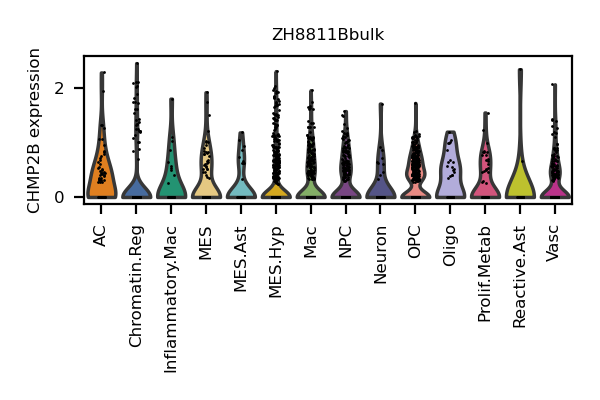 ZH8811Bbulk
CHMP2B expression
2
0
AC
Chromatin.Reg
Inflammatory.Mac
MES
MES.Ast
MES.Hyp
Mac
NPC
Neuron
OPC
Oligo
Prolif.Metab
Reactive.Ast
Vasc